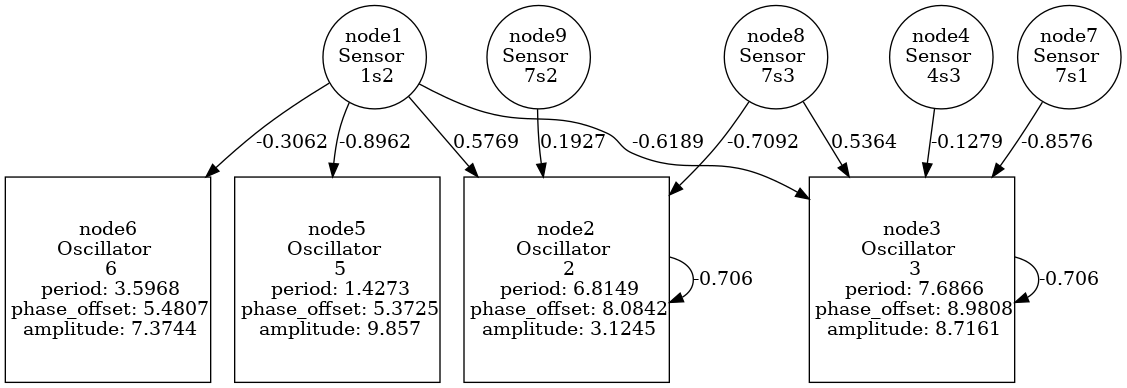 node1
Sensor
1s2
node9
Sensor
7s2
node8
Sensor
7s3
node4
Sensor
4s3
node7
Sensor
7s1
-0.3062
-0.8962
0.5769
0.1927
-0.6189
-0.7092
0.5364
-0.1279
-0.8576
node6
Oscillator
6
period: 3.5968
phase_offset: 5.4807
amplitude: 7.3744
node5
Oscillator
5
period: 1.4273
phase_offset: 5.3725
amplitude: 9.857
node2
Oscillator
2
period: 6.8149
phase_offset: 8.0842
amplitude: 3.1245
-0.706
node3
Oscillator
3
period: 7.6866
phase_offset: 8.9808
amplitude: 8.7161
-0.706